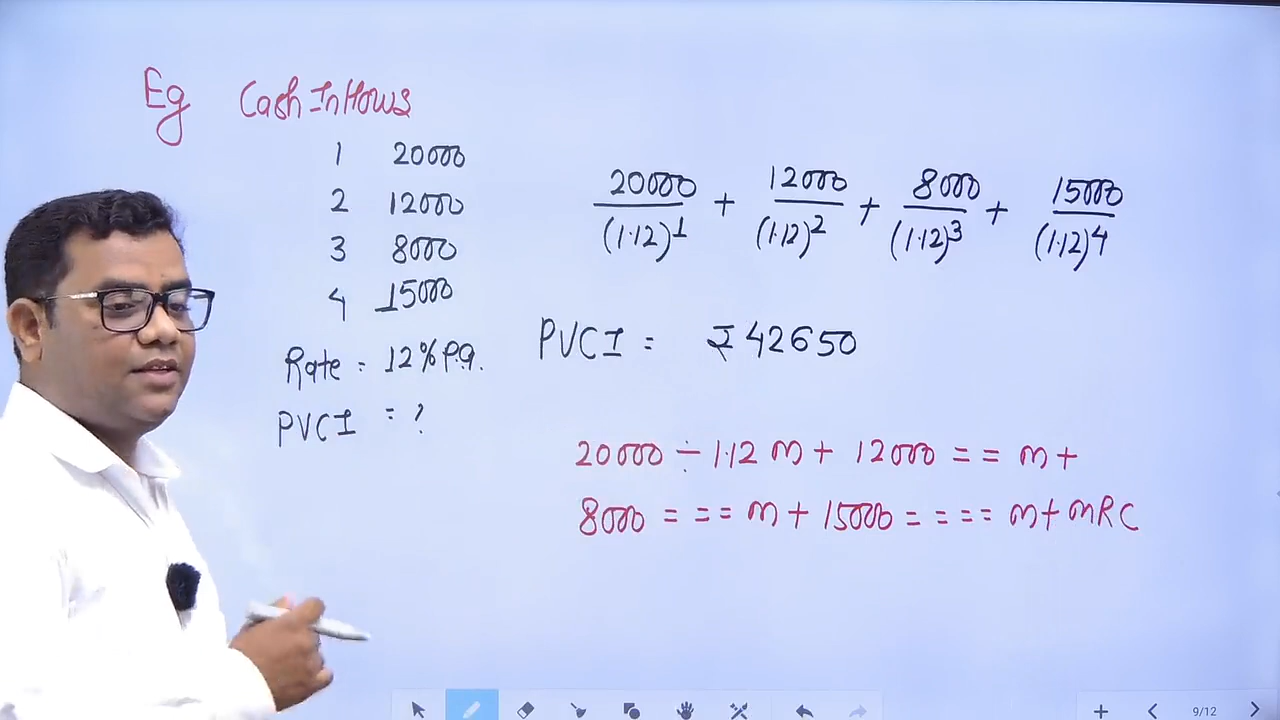 Eg Cash Inflows
1 20000
2 12000
3 8000
4 15000
Rate = 12% P.a.
PVCI = ?
20000/(1.12)^1 + 12000/(1.12)^2 + 8000/(1.12)^3 + 15000/(1.12)^4
PVCI = ₹42650
20000 ÷ 1.12 m+ 12000 == m+
8000 === m+ 15000 ==== m+ mRC
9/12